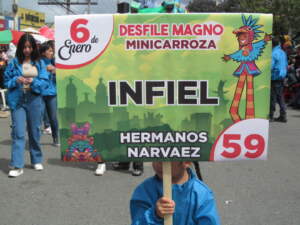 6
de
Enero
DESFILE MAGNO
MINICARROZA
INFIEL
HERMANOS
NARVAEZ
59